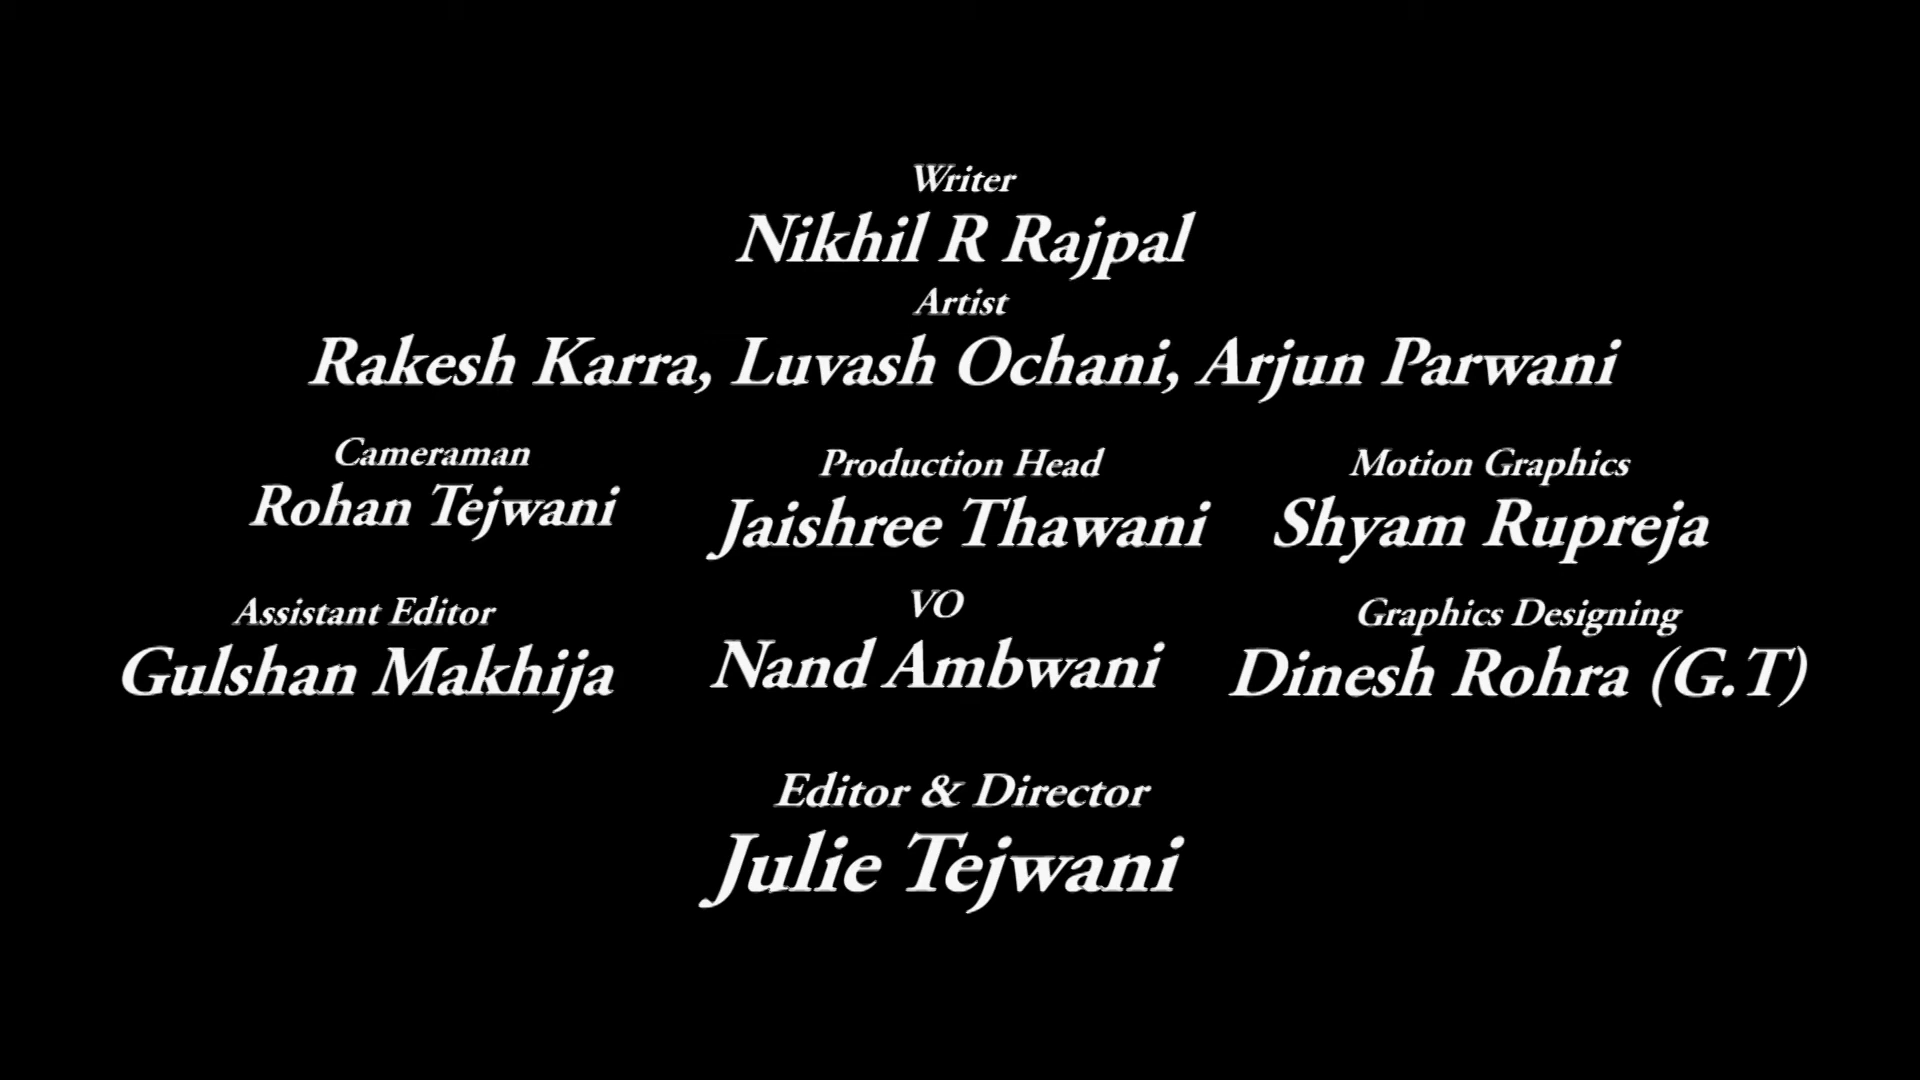 Writer
Nikhil R Rajpal
Artist
Rakesh Karra, Luvash Ochani, Arjun Parwani
Cameraman
Rohan Tejwani
Production Head
Jaishree Thawani
Motion Graphics
Shyam Rupreja
Assistant Editor
Gulshan Makhija
VO
Nand Ambwani
Graphics Designing
Dinesh Rohra (G.T)
Editor & Director
Julie Tejwani